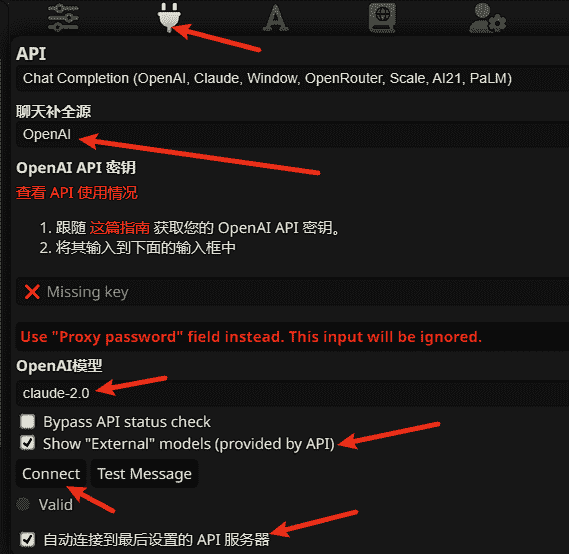 API
Chat Completion (OpenAI, Claude, Window, OpenRouter, Scale, AI21, PaLM)
聊天补全源
OpenAI
OpenAI API 密钥
查看 API 使用情况
1. 跟随 这篇指南 获取您的 OpenAI API 密钥。
2. 将其输入到下面的输入框中
Missing key
Use "Proxy password" field instead. This input will be ignored.
OpenAI模型
claude-2.0
Bypass API status check
Show "External" models (provided by API)
Connect Test Message
Valid
自动连接到最后设置的 API 服务器